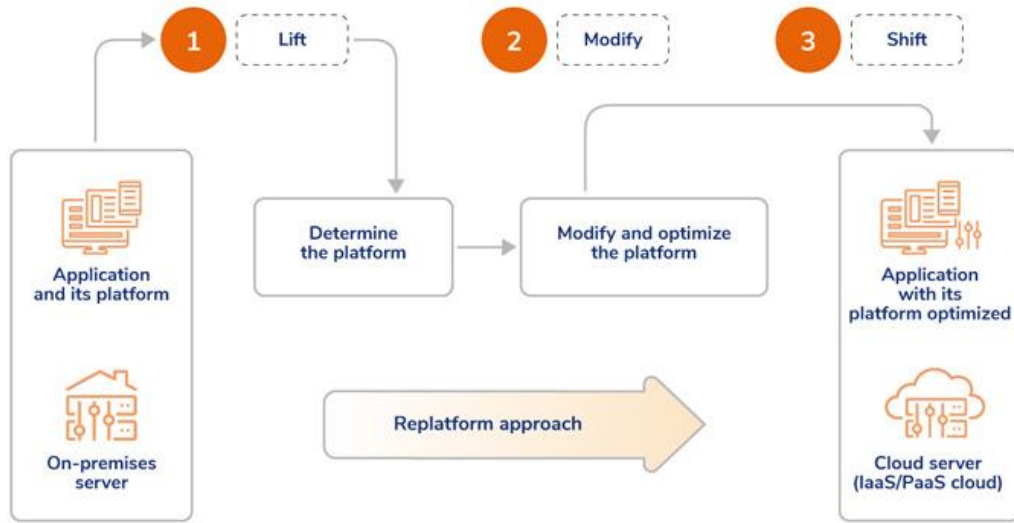 1
Lift
2
Modify
3
Shift
Application
and its platform
On-premises
server
Determine
the platform
Modify and optimize
the platform
Replatform approach
Application
with its
platform optimized
Cloud server
(IaaS/PaaS cloud)